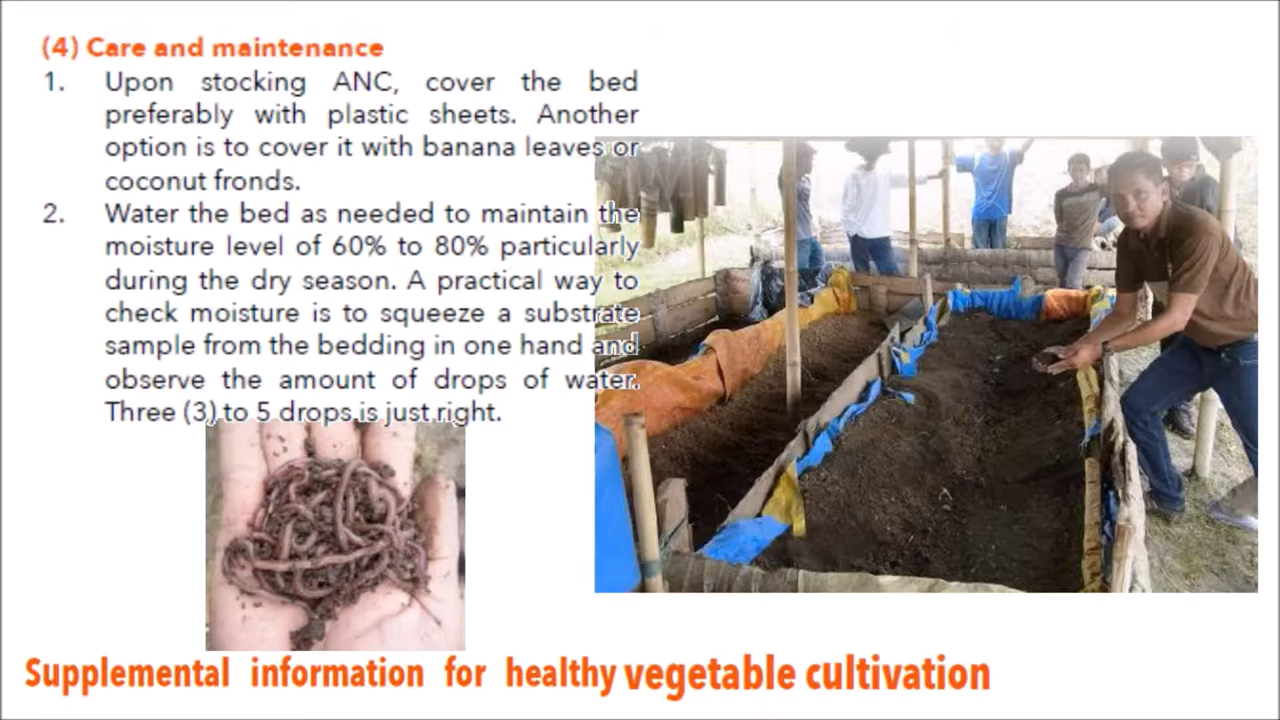 (4) Care and maintenance
1. Upon stocking ANC, cover the bed
preferably with plastic sheets. Another
option is to cover it with banana leaves or
coconut fronds.
2. Water the bed as needed to maintain the
moisture level of 60% to 80% particularly
during the dry season. A practical way to
check moisture is to squeeze a substrate
sample from the bedding in one hand and
observe the amount of drops of water.
Three (3) to 5 drops is just right.
Supplemental information for healthy vegetable cultivation